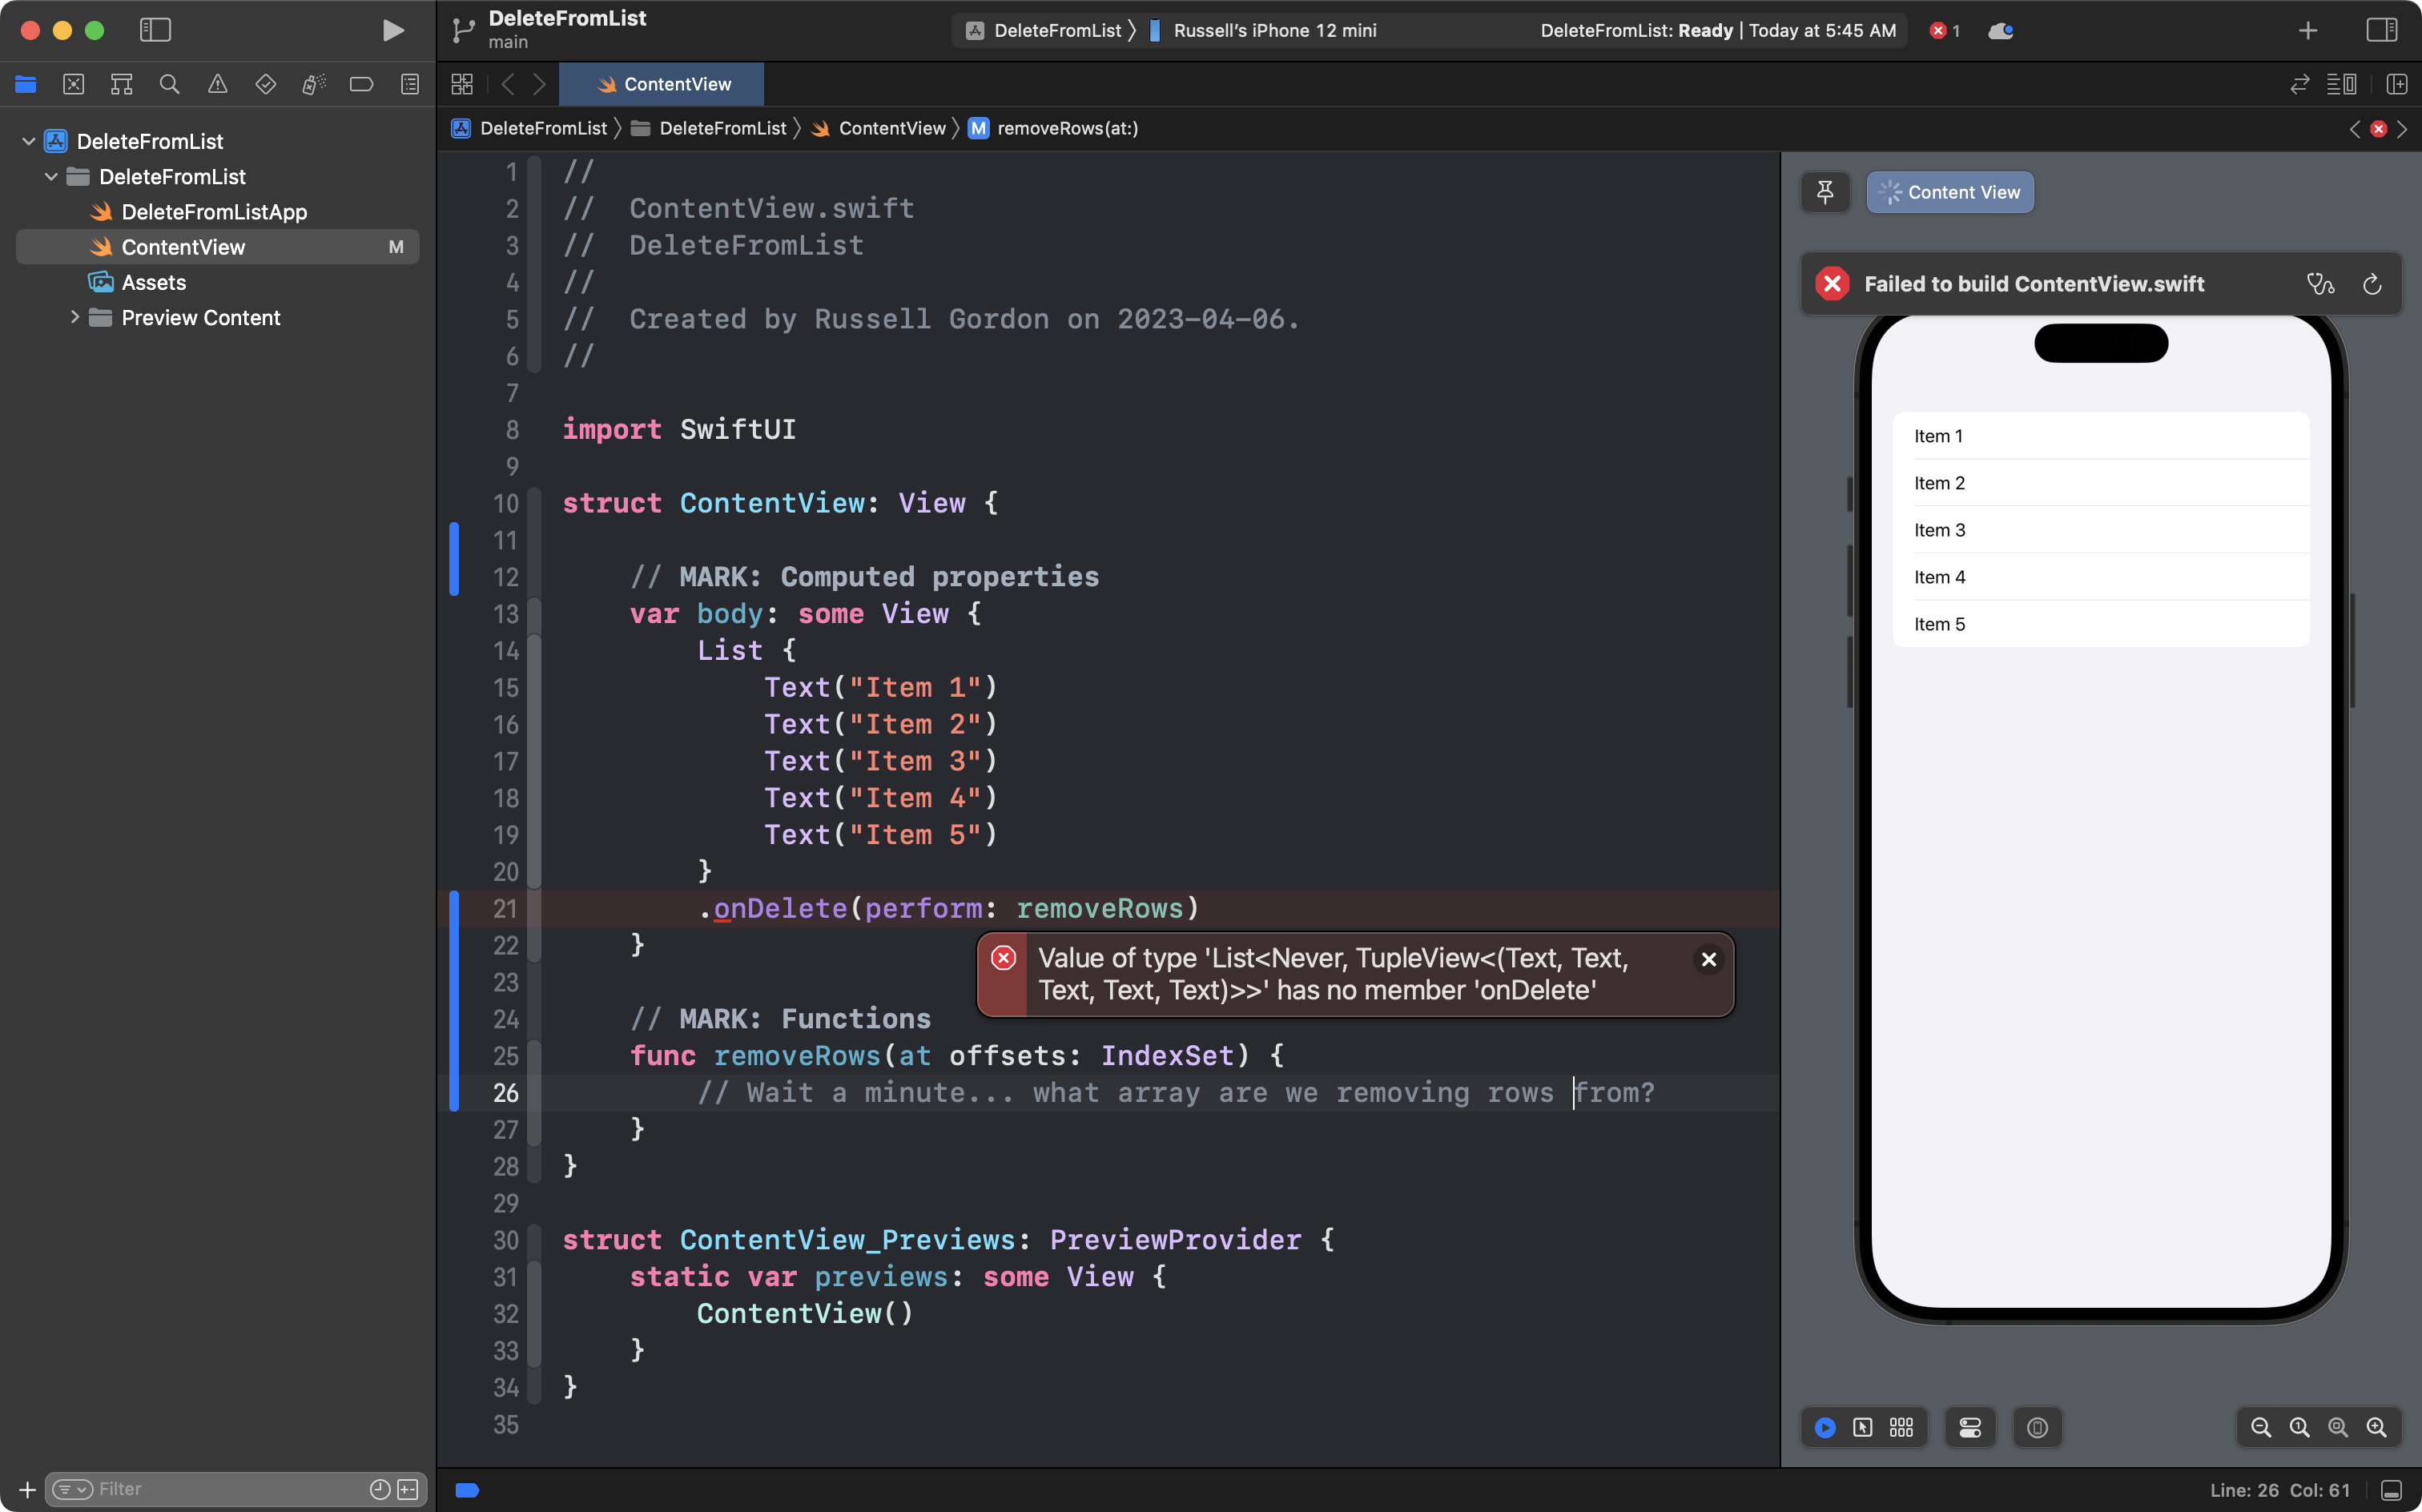 DeleteFromList
main
DeleteFromList 〉 Russell’s iPhone 12 mini
DeleteFromList: Ready | Today at 5:45 AM
1
ContentView
DeleteFromList 〉 DeleteFromList 〉 ContentView 〉 M removeRows(at:)
DeleteFromList
DeleteFromList
DeleteFromListApp
ContentView M
Assets
Preview Content
Filter
1 //
2 //  ContentView.swift
3 //  DeleteFromList
4 //
5 //  Created by Russell Gordon on 2023-04-06.
6 //
7
8 import SwiftUI
9
10 struct ContentView: View {
11
12     // MARK: Computed properties
13     var body: some View {
14         List {
15             Text("Item 1")
16             Text("Item 2")
17             Text("Item 3")
18             Text("Item 4")
19             Text("Item 5")
20         }
21         .onDelete(perform: removeRows)
Value of type 'List<Never, TupleView<(Text, Text,
Text, Text, Text)>>' has no member 'onDelete'
22     }
23
24     // MARK: Functions
25     func removeRows(at offsets: IndexSet) {
26         // Wait a minute... what array are we removing rows from?
27     }
28 }
29
30 struct ContentView_Previews: PreviewProvider {
31     static var previews: some View {
32         ContentView()
33     }
34 }
35
Content View
Failed to build ContentView.swift
Item 1
Item 2
Item 3
Item 4
Item 5
Line: 26 Col: 61